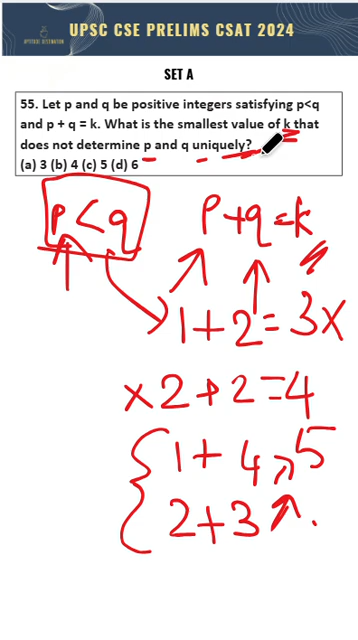 UPSC CSE PRELIMS CSAT 2024
SET A
55. Let p and q be positive integers satisfying p<q
and p + q = k. What is the smallest value of k that
does not determine p and q uniquely?
(a) 3 (b) 4 (c) 5 (d) 6
p < q
p + q = k
1 + 2 = 3 x
x 2 + 2 = 4
1 + 4 = 5
2 + 3